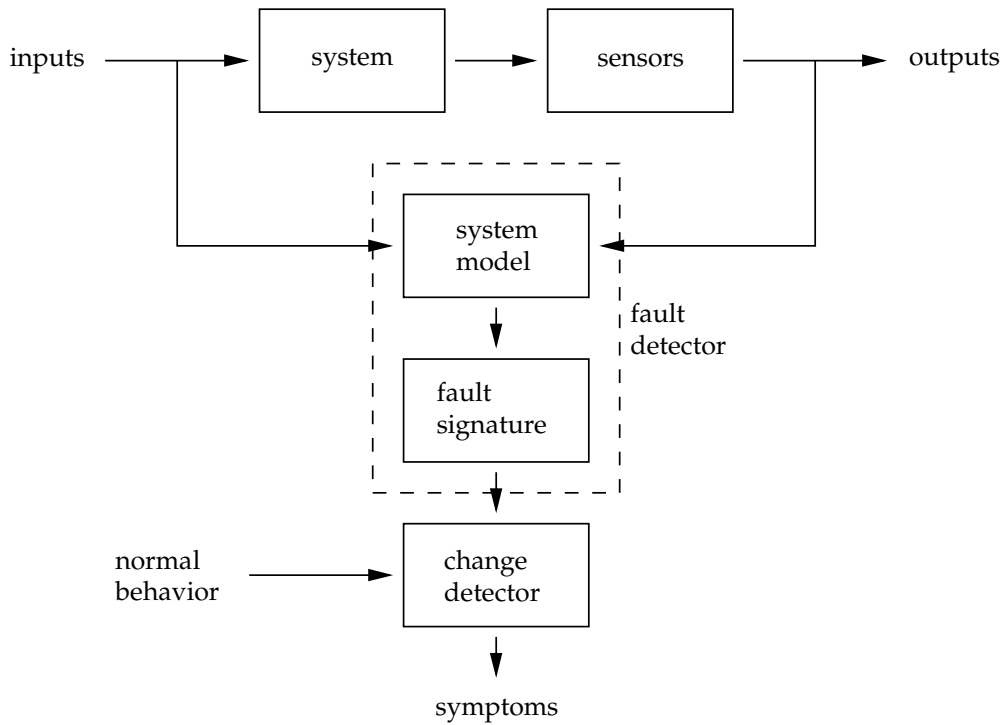 inputs
system
sensors
outputs
system
model
fault
detector
fault
signature
normal
behavior
change
detector
symptoms